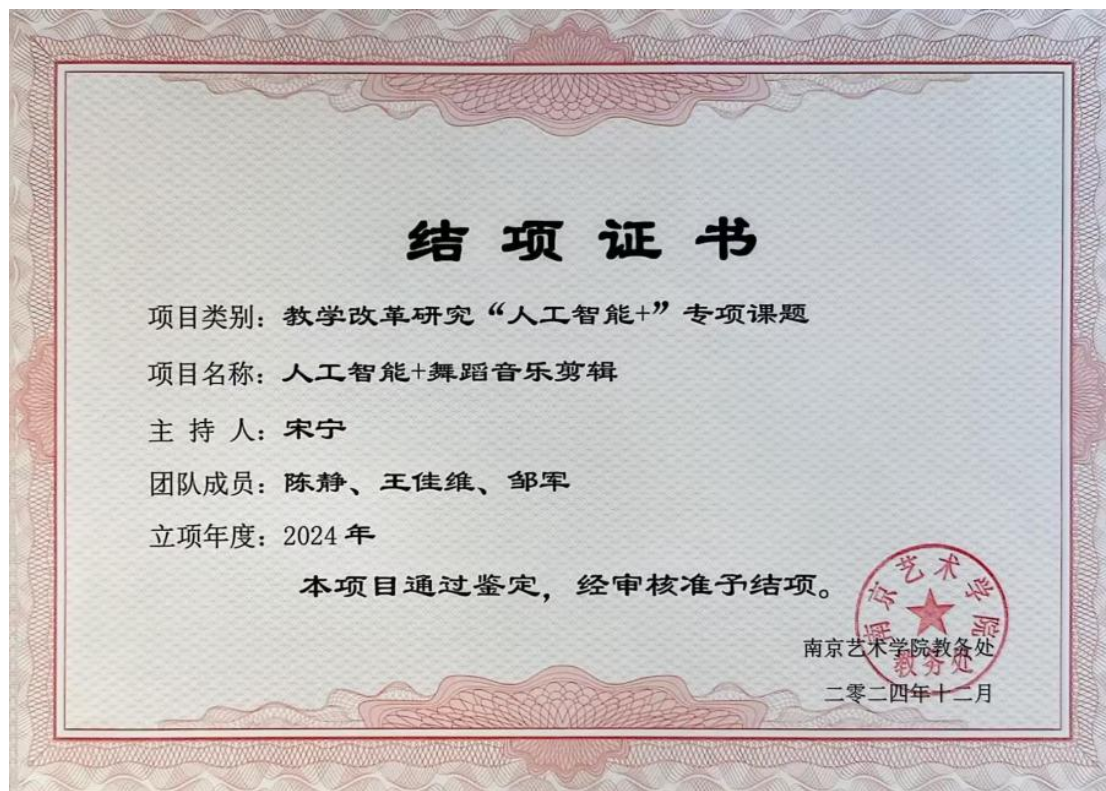 结项证书
项目类别：教学改革研究“人工智能+”专项课题
项目名称：人工智能+舞蹈音乐剪辑
主 持 人：宋宁
团队成员：陈静、王佳维、邹军
立项年度：2024 年
本项目通过鉴定，经审核准予结项。
南京艺术学院
教务处
南京艺术学院教务处
二零二四年十二月